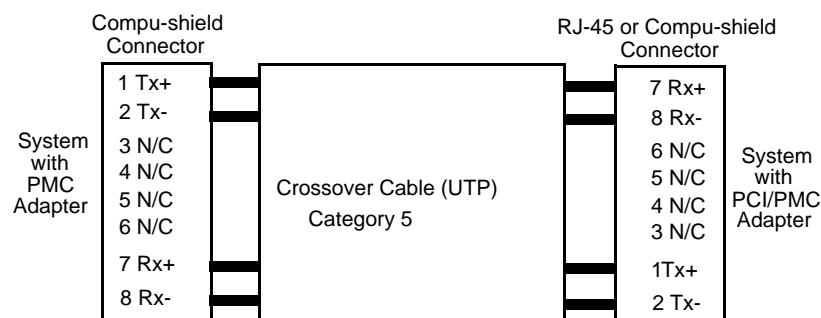 Compu-shield
Connector
RJ-45 or Compu-shield
Connector
System
with
PMC
Adapter
1 Tx+
2 Tx-
3 N/C
4 N/C
5 N/C
6 N/C
7 Rx+
8 Rx-
Crossover Cable (UTP)
Category 5
7 Rx+
8 Rx-
6 N/C
5 N/C
4 N/C
3 N/C
1Tx+
2 Tx-
System
with
PCI/PMC
Adapter